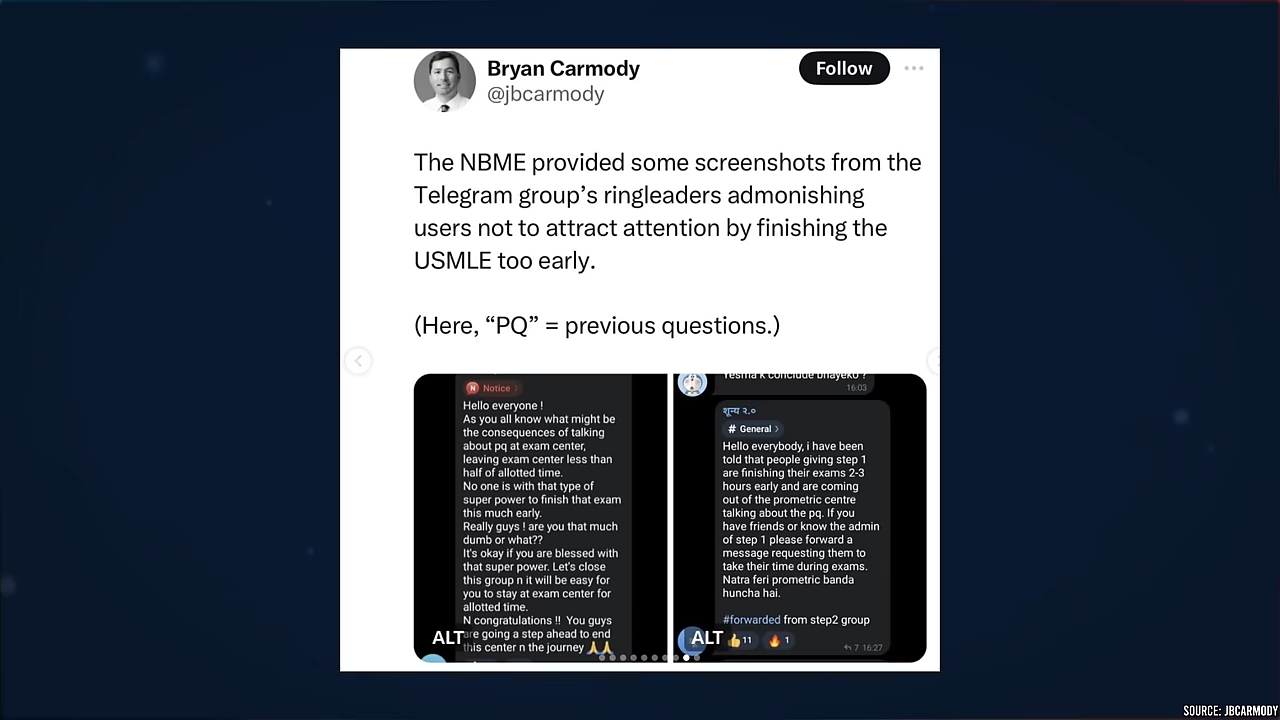 Bryan Carmody
@jbcarmody
Follow
The NBME provided some screenshots from the
Telegram group’s ringleaders admonishing
users not to attract attention by finishing the
USMLE too early.
(Here, “PQ” = previous questions.)
N Notice
Hello everyone !
As you all know what might be
the consequences of talking
about pq at exam center,
leaving exam center less than
half of allotted time.
No one is with that type of
super power to finish that exam
this much early.
Really guys ! are you that much
dumb or what??
It's okay if you are blessed with
that super power. Let's close
this group n it will be easy for
you to stay at exam center for
allotted time.
N congratulations !! You guys
are going a step ahead to end
this center n the journey 🙏🙏
ALT
Yesma k conclude bhayeko ?
16:03
शून्य २.०
# General
Hello everybody, i have been
told that people giving step 1
are finishing their exams 2-3
hours early and are coming
out of the prometric centre
talking about the pq. If you
have friends or know the admin
of step 1 please forward a
message requesting them to
take their time during exams.
Natra feri prometric banda
huncha hai.
#forwarded from step2 group
ALT
👍11 🔥1
7 16:27
SOURCE: JBCARMODY